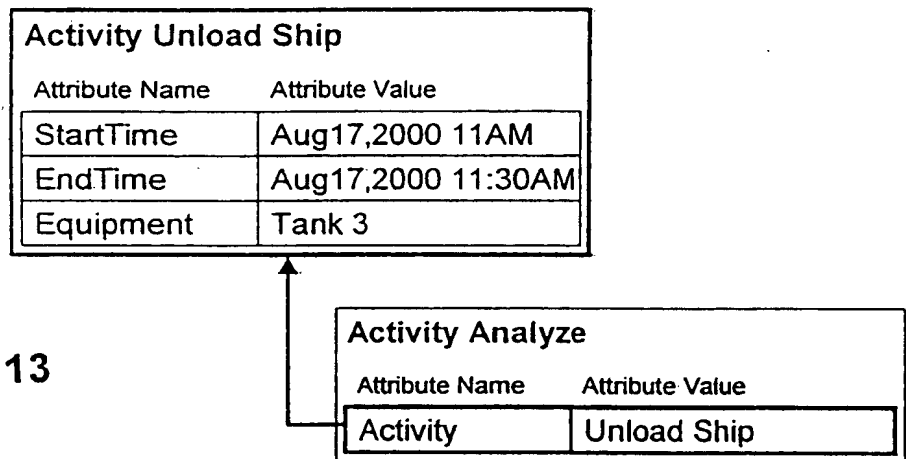 Activity Unload Ship
Attribute Name Attribute Value
StartTime Aug17,2000 11AM
EndTime Aug17,2000 11:30AM
Equipment Tank 3
13
Activity Analyze
Attribute Name Attribute Value
Activity Unload Ship